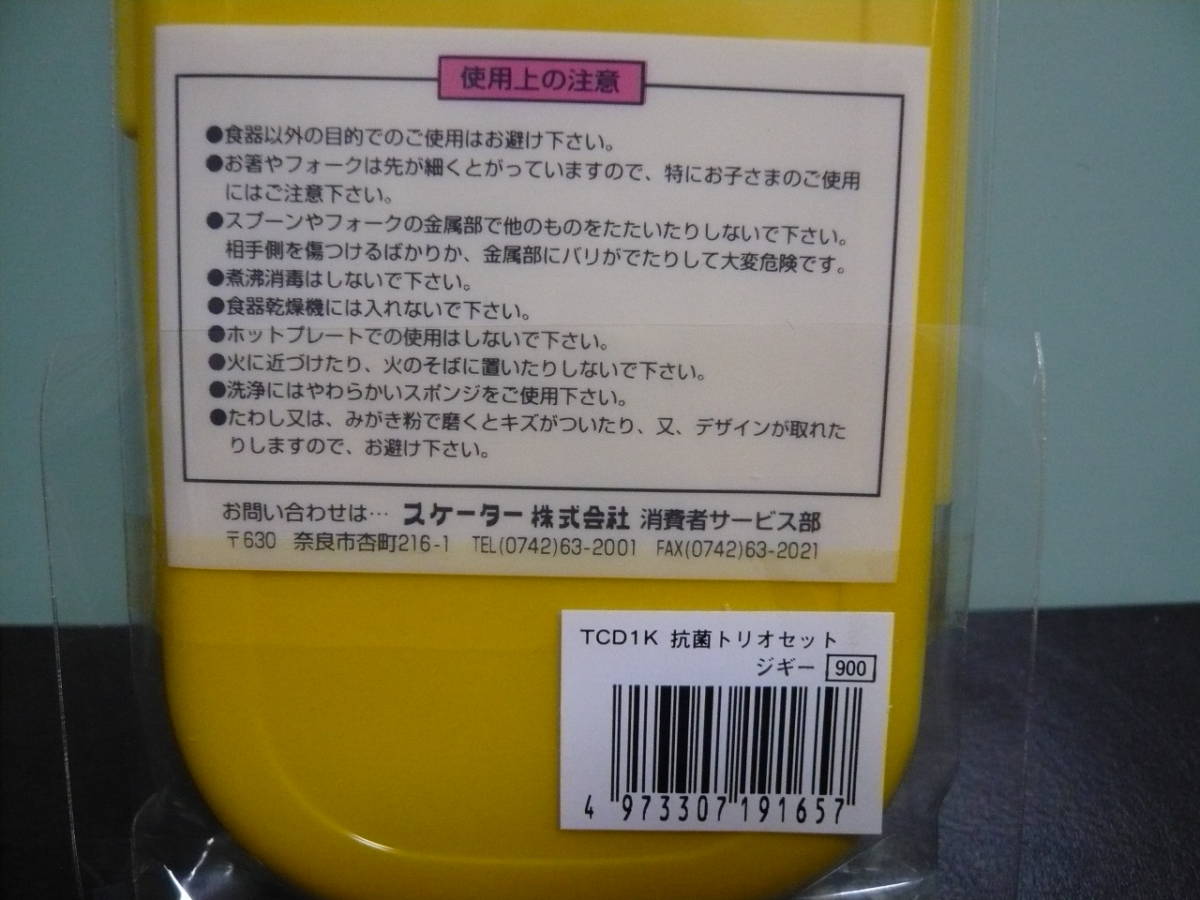 使用上の注意
●食器以外の目的でのご使用はお避け下さい。
●お箸やフォークは先が細くとがっていますので、特にお子さまのご使用
にはご注意下さい。
●スプーンやフォークの金属部で他のものをたたいたりしないで下さい。
相手側を傷つけるばかりか、金属部にバリがでたりして大変危険です。
●煮沸消毒はしないで下さい。
●食器乾燥機には入れないで下さい。
●ホットプレートでの使用はしないで下さい。
●火に近づけたり、火のそばに置いたりしないで下さい。
●洗浄にはやわらかいスポンジをご使用下さい。
●たわし又は、みがき粉で磨くとキズがついたり、又、デザインが取れた
りしますので、お避け下さい。
お問い合わせは… スケーター株式会社 消費者サービス部
〒630 奈良市杏町216-1 TEL(0742)63-2001 FAX(0742)63-2021
TCD1K 抗菌トリオセット
ジギー 900
4 973307 191657